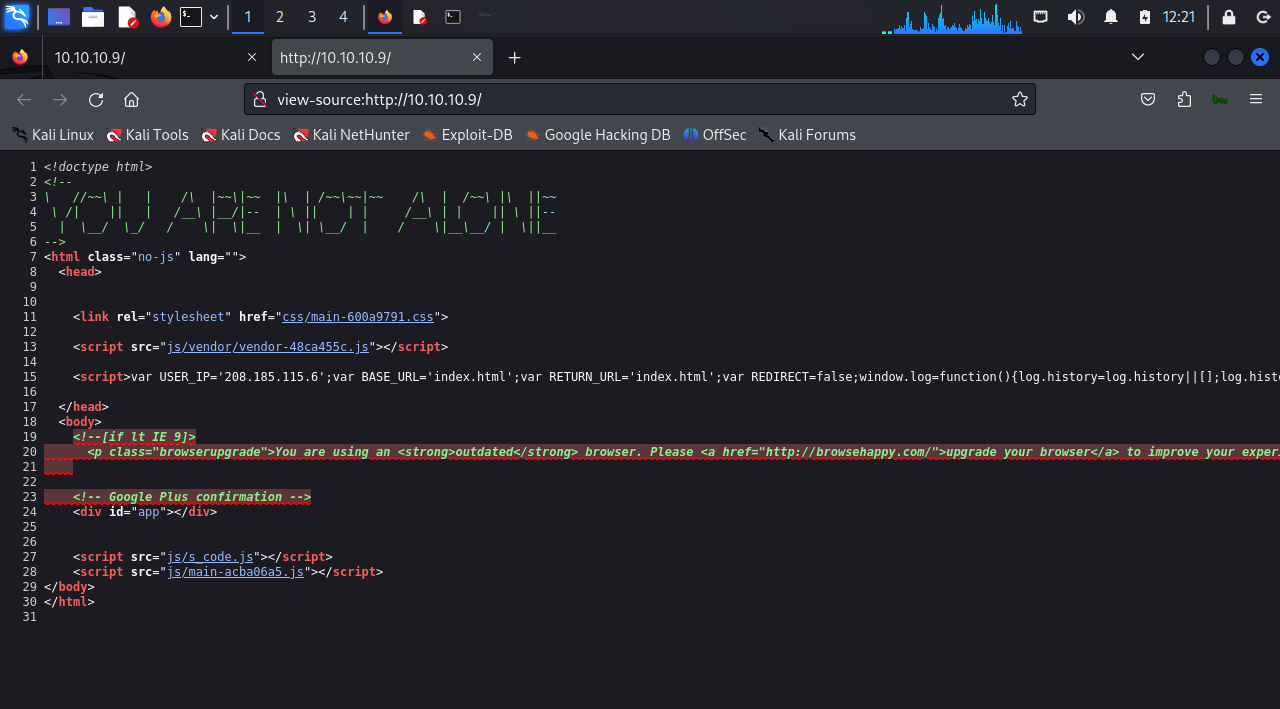 1 2 3 4 12:21
10.10.10.9/ http://10.10.10.9/
view-source:http://10.10.10.9/
Kali Linux Kali Tools Kali Docs Kali NetHunter Exploit-DB Google Hacking DB OffSec Kali Forums
1 <!doctype html>
2 <!--
3 \   //~~\ |   |    /\  |~~\|~~  |\  | /~~\~~|~~    /\  |  /~~\ |\  ||~~
4  \ /|    ||   |   /__\ |__/|--  | \ ||    | |     /__\ | |    || \ ||--
5   |  \__/  \_/   /    \|  \||__  |  \| \__/  |    /    \|__\__/ |  \||__
6 -->
7 <html class="no-js" lang="">
8   <head>
9
10
11     <link rel="stylesheet" href="css/main-600a9791.css">
12
13     <script src="js/vendor/vendor-48ca455c.js"></script>
14
15     <script>var USER_IP='208.185.115.6';var BASE_URL='index.html';var RETURN_URL='index.html';var REDIRECT=false;window.log=function(){log.history=log.history||[];log.histo
16
17   </head>
18   <body>
19     <!--[if lt IE 9]>
20       <p class="browserupgrade">You are using an <strong>outdated</strong> browser. Please <a href="http://browsehappy.com/">upgrade your browser</a> to improve your experi
21
22
23     <!-- Google Plus confirmation -->
24     <div id="app"></div>
25
26
27     <script src="js/s_code.js"></script>
28     <script src="js/main-acba06a5.js"></script>
29 </body>
30 </html>
31